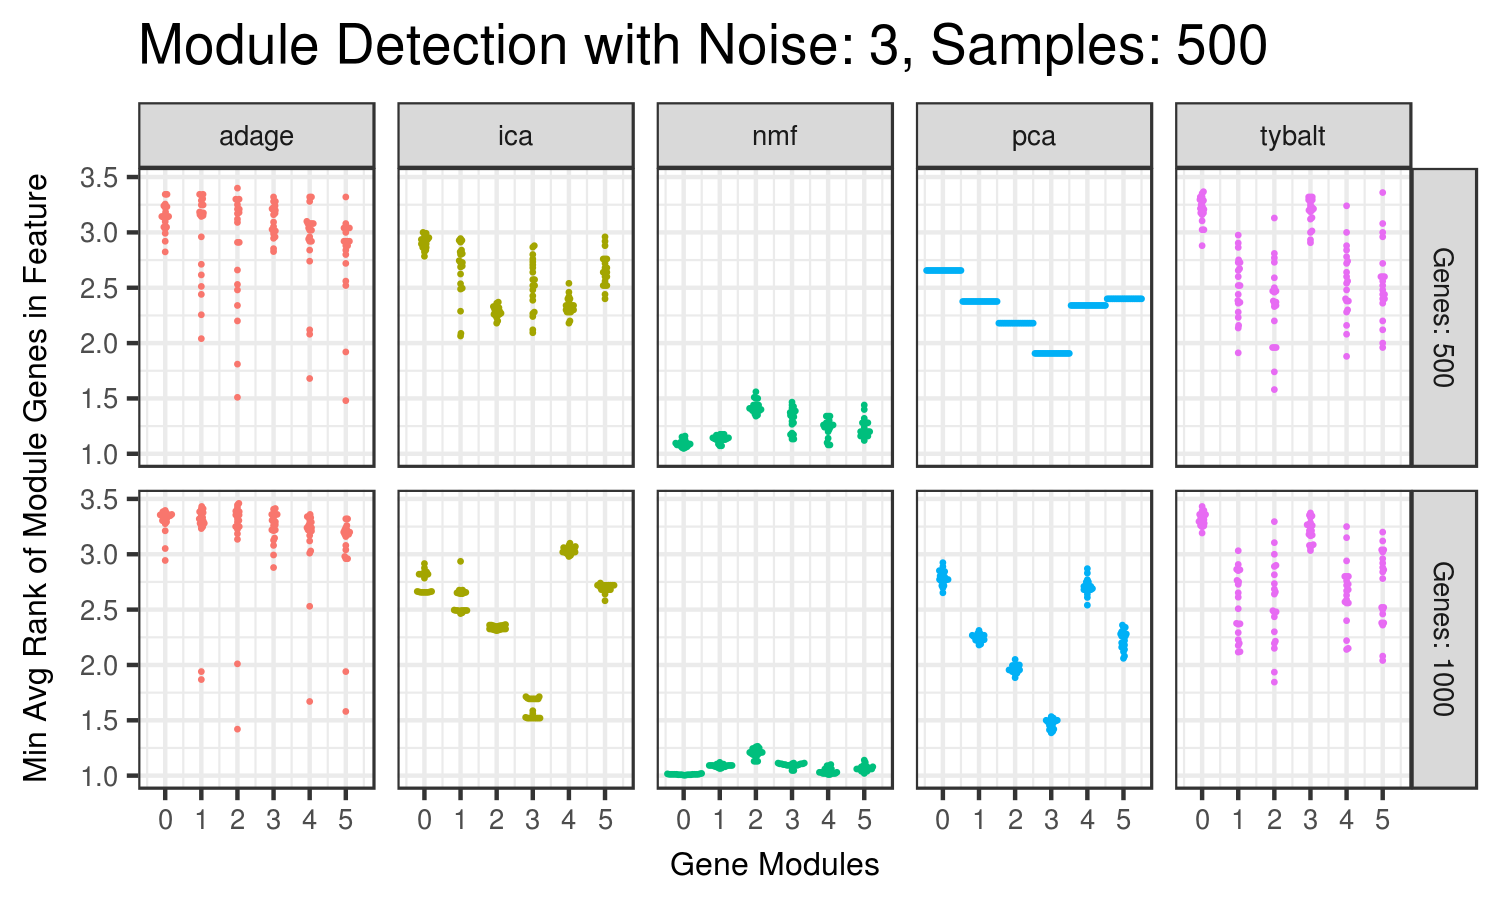 Module Detection with Noise: 3, Samples: 500
adage ica nmf pca tybalt
Min Avg Rank of Module Genes in Feature
3.5
3.0
2.5
2.0
1.5
1.0
Genes: 500
3.5
3.0
2.5
2.0
1.5
1.0
Genes: 1000
0 1 2 3 4 5 0 1 2 3 4 5 0 1 2 3 4 5 0 1 2 3 4 5 0 1 2 3 4 5
Gene Modules